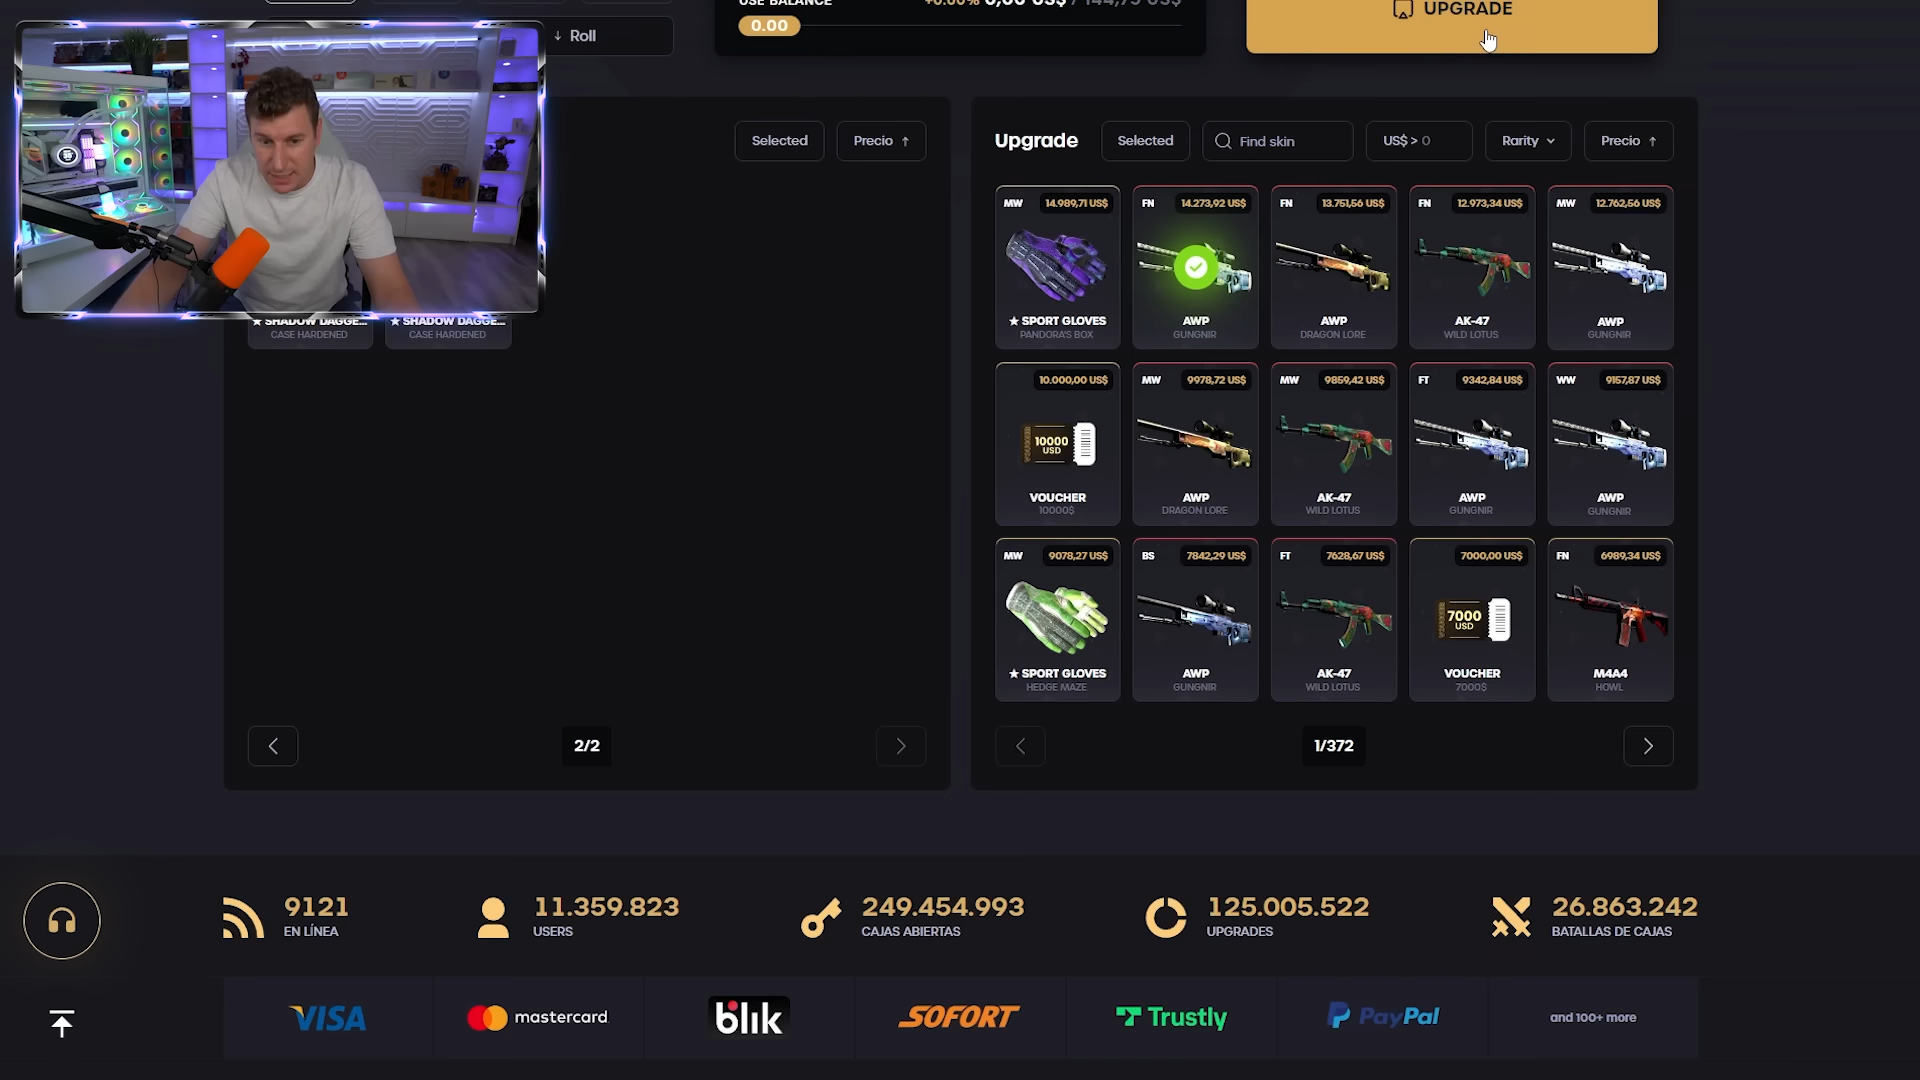 0.00
UPGRADE
↓ Roll
Selected
Precio ↑
★ SHADOW DAGGE...
CASE HARDENED
★ SHADOW DAGGE...
CASE HARDENED
2/2
Upgrade
Selected
Find skin
US$ > 0
Rarity
Precio ↑
MW 14.989,71 US$
★ SPORT GLOVES
PANDORA'S BOX
FN 14.273,92 US$
AWP
GUNGNIR
FN 13.751,56 US$
AWP
DRAGON LORE
FN 12.973,34 US$
AK-47
WILD LOTUS
MW 12.762,56 US$
AWP
GUNGNIR
10.000,00 US$
10000
USD
VOUCHER
10000$
MW 9978,72 US$
AWP
DRAGON LORE
MW 9859,42 US$
AK-47
WILD LOTUS
FT 9342,84 US$
AWP
GUNGNIR
WW 9157,87 US$
AWP
GUNGNIR
MW 9078,27 US$
★ SPORT GLOVES
HEDGE MAZE
BS 7842,29 US$
AWP
GUNGNIR
FT 7628,67 US$
AK-47
WILD LOTUS
7000,00 US$
7000
USD
VOUCHER
7000$
FN 6989,34 US$
M4A4
HOWL
1/372
9121
EN LÍNEA
11.359.823
USERS
249.454.993
CAJAS ABIERTAS
125.005.522
UPGRADES
26.863.242
BATALLAS DE CAJAS
VISA
mastercard.
blik
SOFORT
Trustly
PayPal
and 100+ more